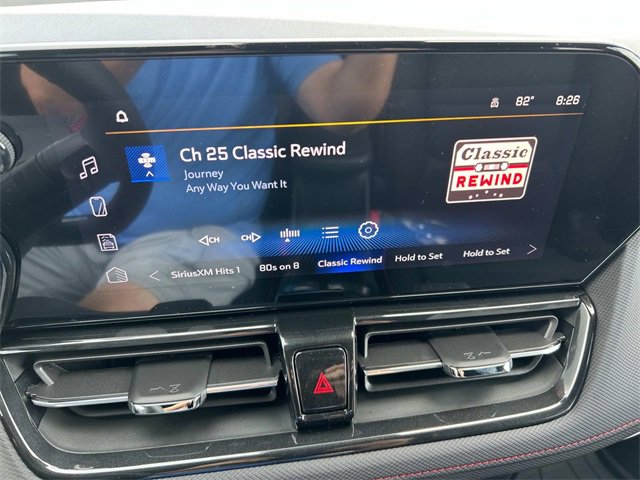 82° 8:26
Ch 25 Classic Rewind
Journey
Any Way You Want It
Classic
REWIND
CH CH
SiriusXM Hits 1 80s on 8 Classic Rewind Hold to Set Hold to Set